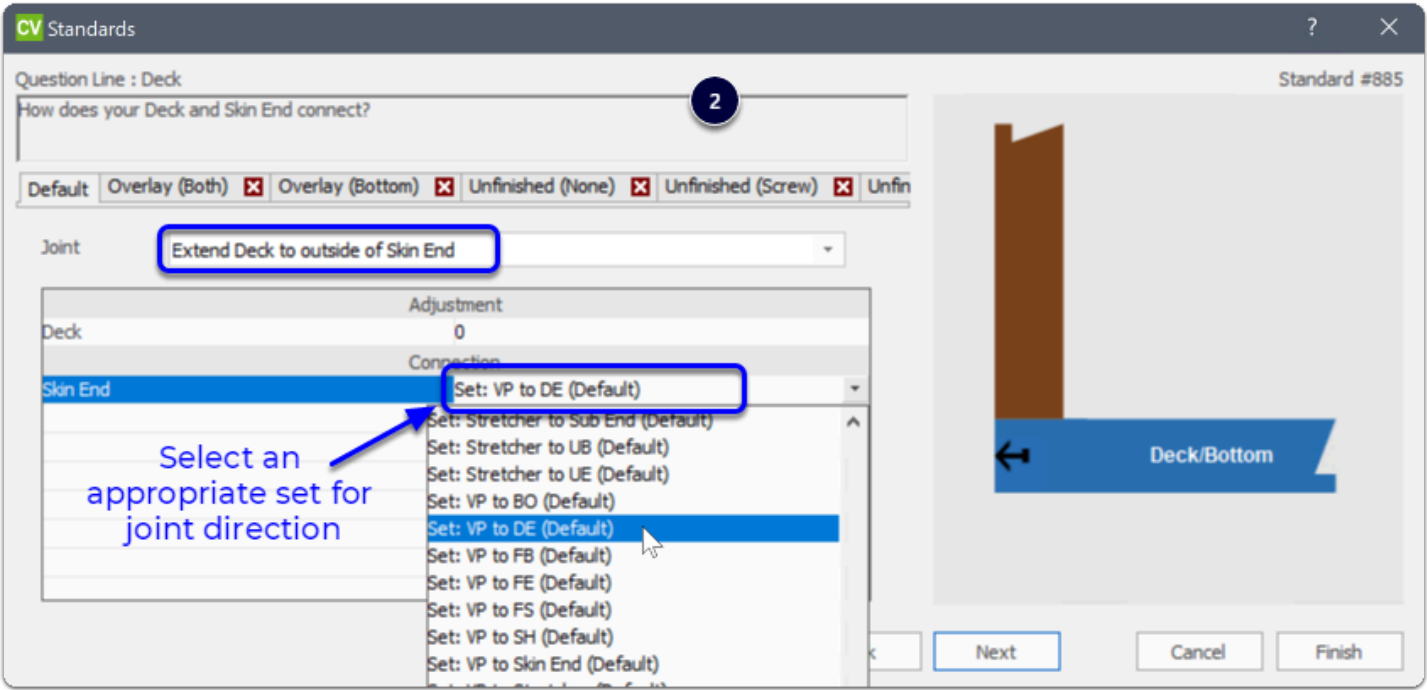 CV Standards ?
Question Line : Deck
Standard #885
How does your Deck and Skin End connect?
2
Default Overlay (Both) Overlay (Bottom) Unfinished (None) Unfinished (Screw) Unfin
Joint
Extend Deck to outside of Skin End
Adjustment
Deck 0
Connection
Skin End Set: VP to DE (Default)
Set: Stretcher to Sub End (Default)
Set: Stretcher to UB (Default)
Set: Stretcher to UE (Default)
Set: VP to BO (Default)
Set: VP to DE (Default)
Set: VP to FB (Default)
Set: VP to FE (Default)
Set: VP to FS (Default)
Set: VP to SH (Default)
Set: VP to Skin End (Default)
Select an
appropriate set for
joint direction
Deck/Bottom
Next Cancel Finish